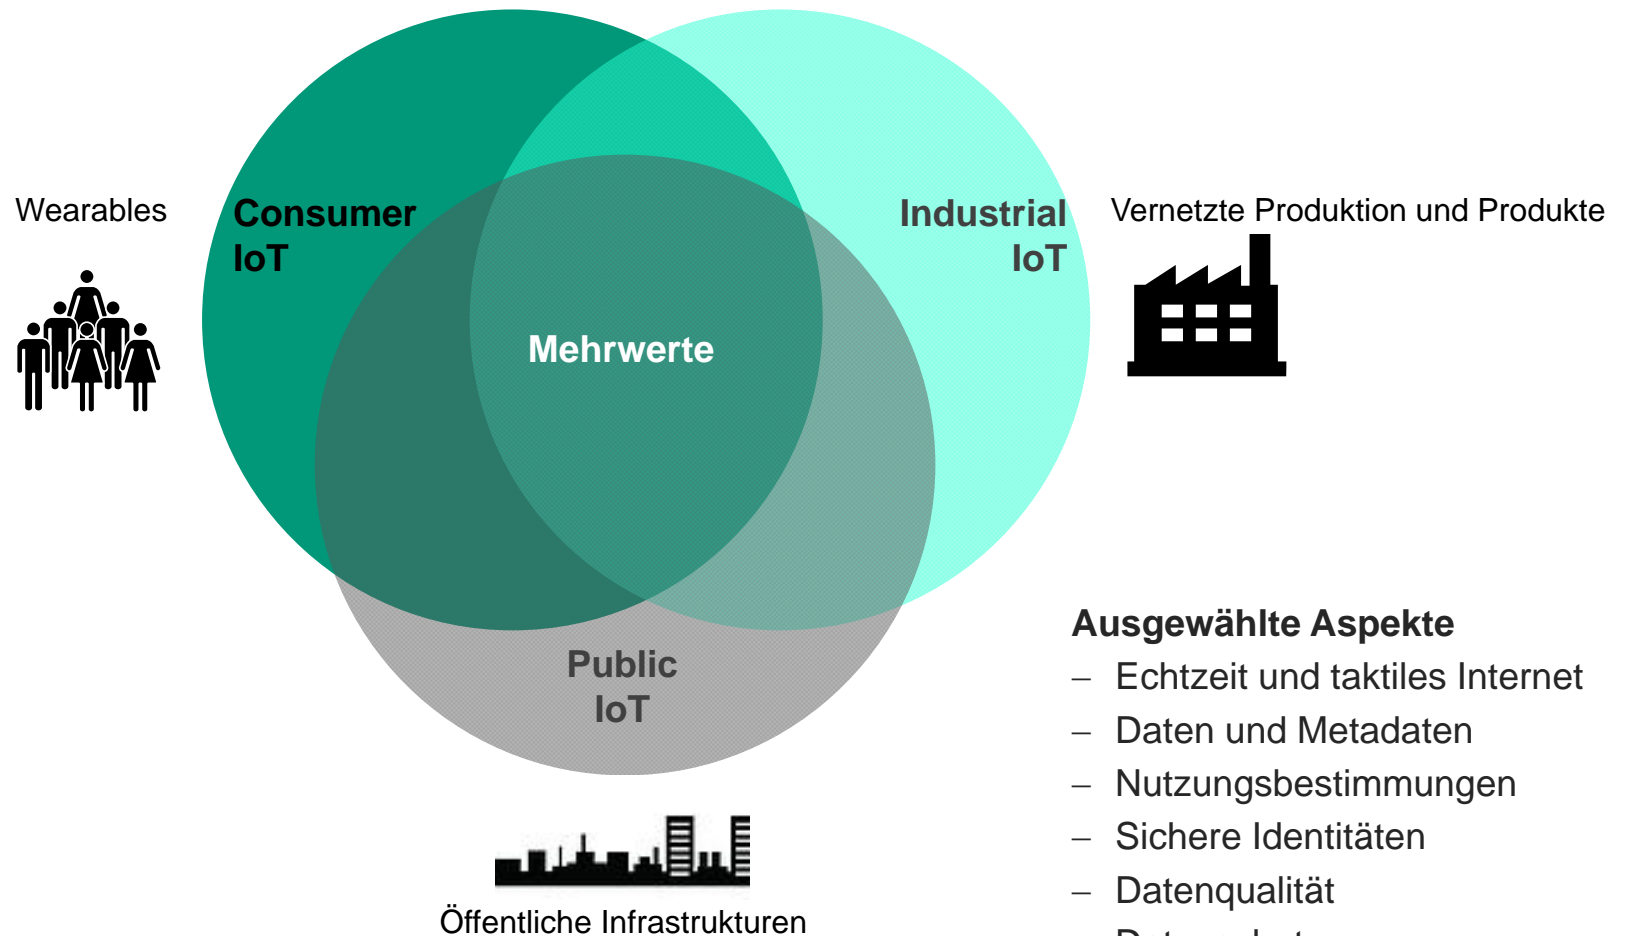 Wearables
Consumer
IoT
Industrial
IoT
Vernetzte Produktion und Produkte
Mehrwerte
Public
IoT
Öffentliche Infrastrukturen
Ausgewählte Aspekte
– Echtzeit und taktiles Internet
– Daten und Metadaten
– Nutzungsbestimmungen
– Sichere Identitäten
– Datenqualität